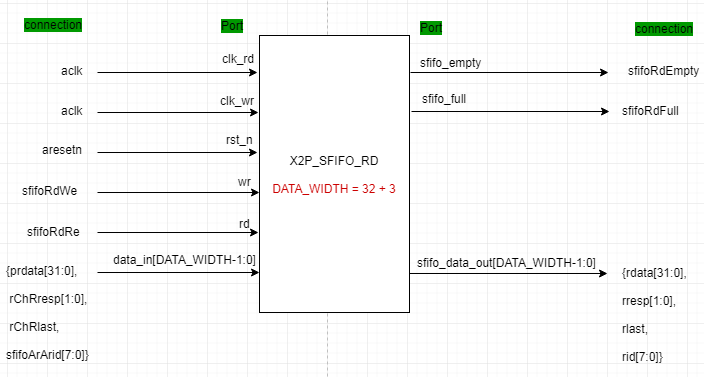 connection Port Port connection
aclk clk_rd sfifo_empty sfifoRdEmpty
aclk clk_wr sfifo_full sfifoRdFull
aresetn rst_n
X2P_SFIFO_RD
sfifoRdWe wr DATA_WIDTH = 32 + 3
sfifoRdRe rd
{prdata[31:0], data_in[DATA_WIDTH-1:0] sfifo_data_out[DATA_WIDTH-1:0] {rdata[31:0],
rChRresp[1:0], rresp[1:0],
rChRlast, rlast,
sfifoArArid[7:0]} rid[7:0]}